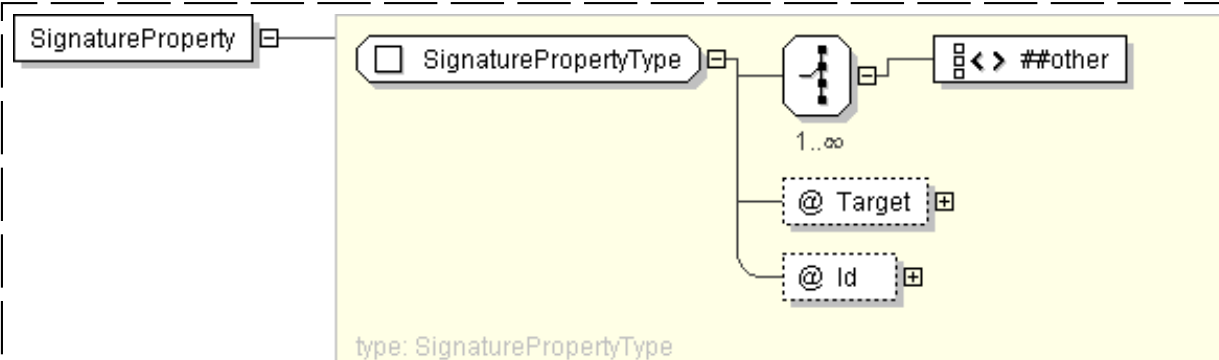 SignatureProperty
SignaturePropertyType
##other
1..∞
@ Target
@ Id
type: SignaturePropertyType